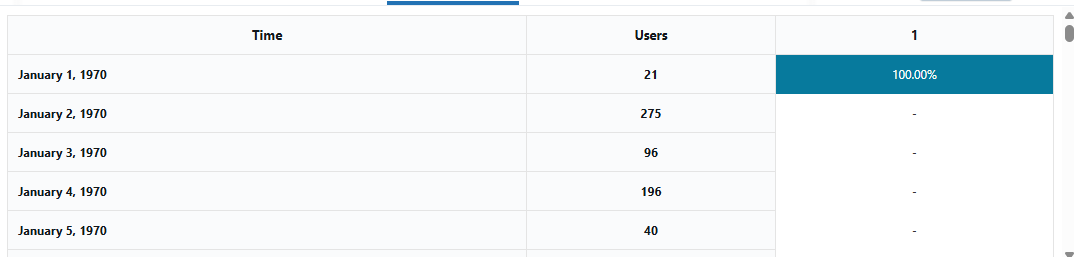 Time Users 1
January 1, 1970 21 100.00%
January 2, 1970 275 -
January 3, 1970 96 -
January 4, 1970 196 -
January 5, 1970 40 -